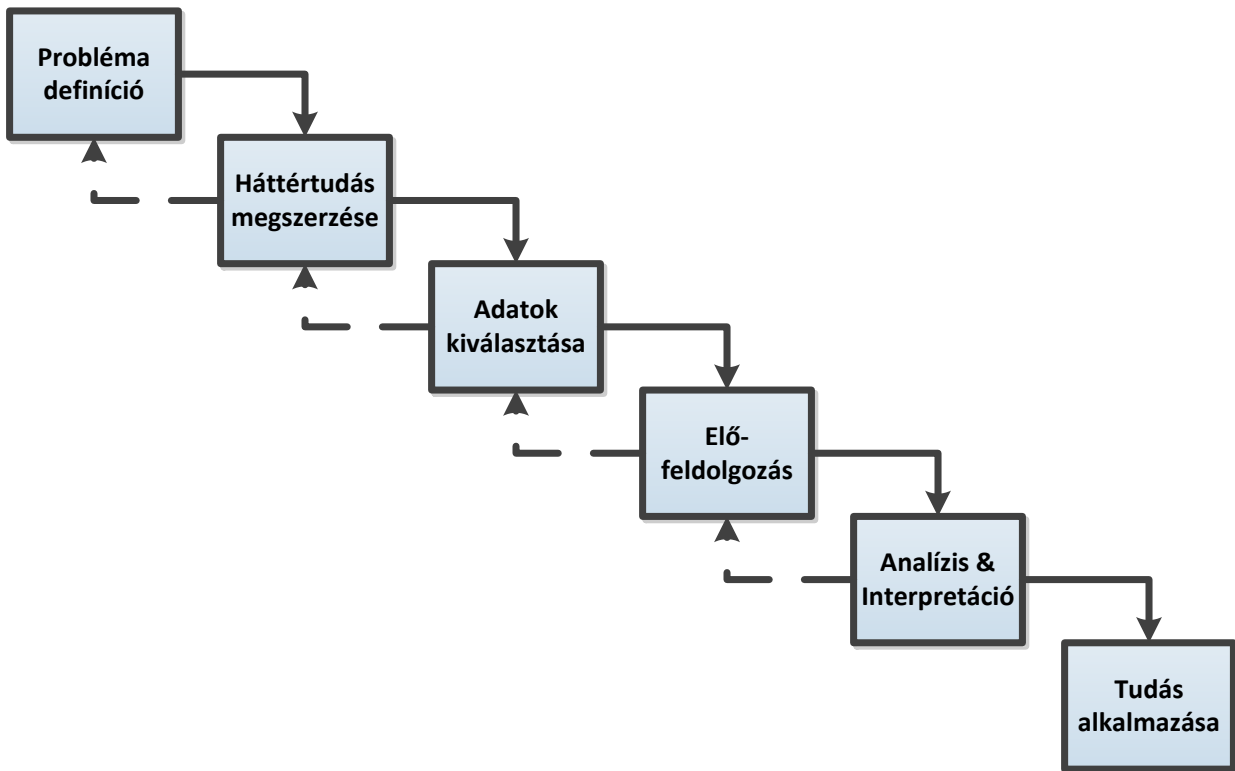 Probléma
definíció
Háttértudás
megszerzése
Adatok
kiválasztása
Elő-
feldolgozás
Analízis &
Interpretáció
Tudás
alkalmazása